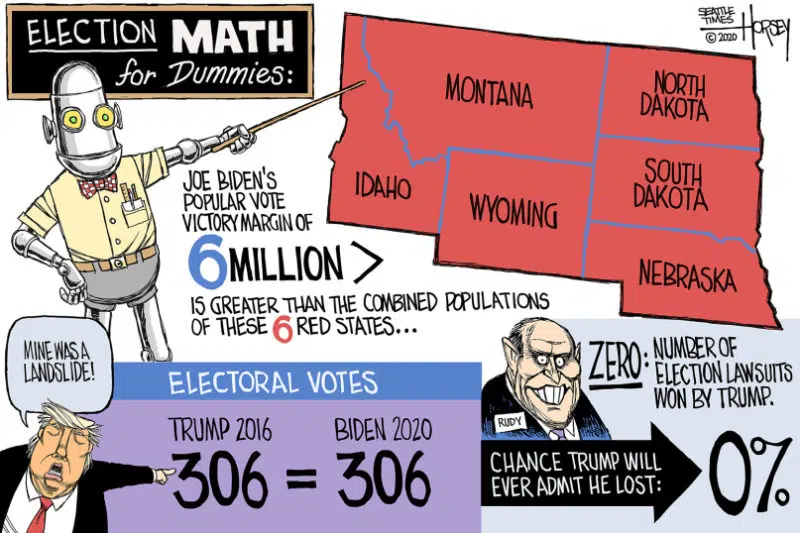 ELECTION MATH
for Dummies:
SEATTLE
TIMES
© 2020
HORSEY
MONTANA
NORTH
DAKOTA
IDAHO
WYOMING
SOUTH
DAKOTA
NEBRASKA
JOE BIDEN'S
POPULAR VOTE
VICTORY MARGIN OF
6 MILLION >
IS GREATER THAN THE COMBINED POPULATIONS
OF THESE 6 RED STATES...
MINE WAS A
LANDSLIDE!
ELECTORAL VOTES
TRUMP 2016 BIDEN 2020
306 = 306
RUDY
ZERO: NUMBER OF
ELECTION LAWSUITS
WON BY TRUMP.
CHANCE TRUMP WILL
EVER ADMIT HE LOST:
0%